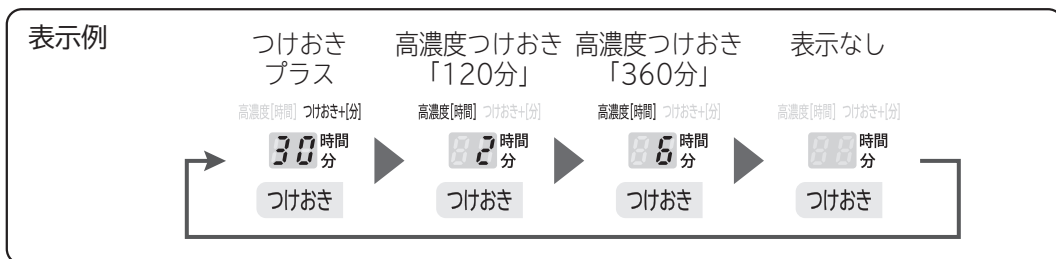 表示例
つけおき
プラス
高濃度[時間] つけおき+[分]
30 時間
分
つけおき
高濃度つけおき
「120分」
高濃度[時間] つけおき+[分]
2 時間
分
つけおき
高濃度つけおき
「360分」
高濃度[時間] つけおき+[分]
6 時間
分
つけおき
表示なし
高濃度[時間] つけおき+[分]
88 時間
分
つけおき